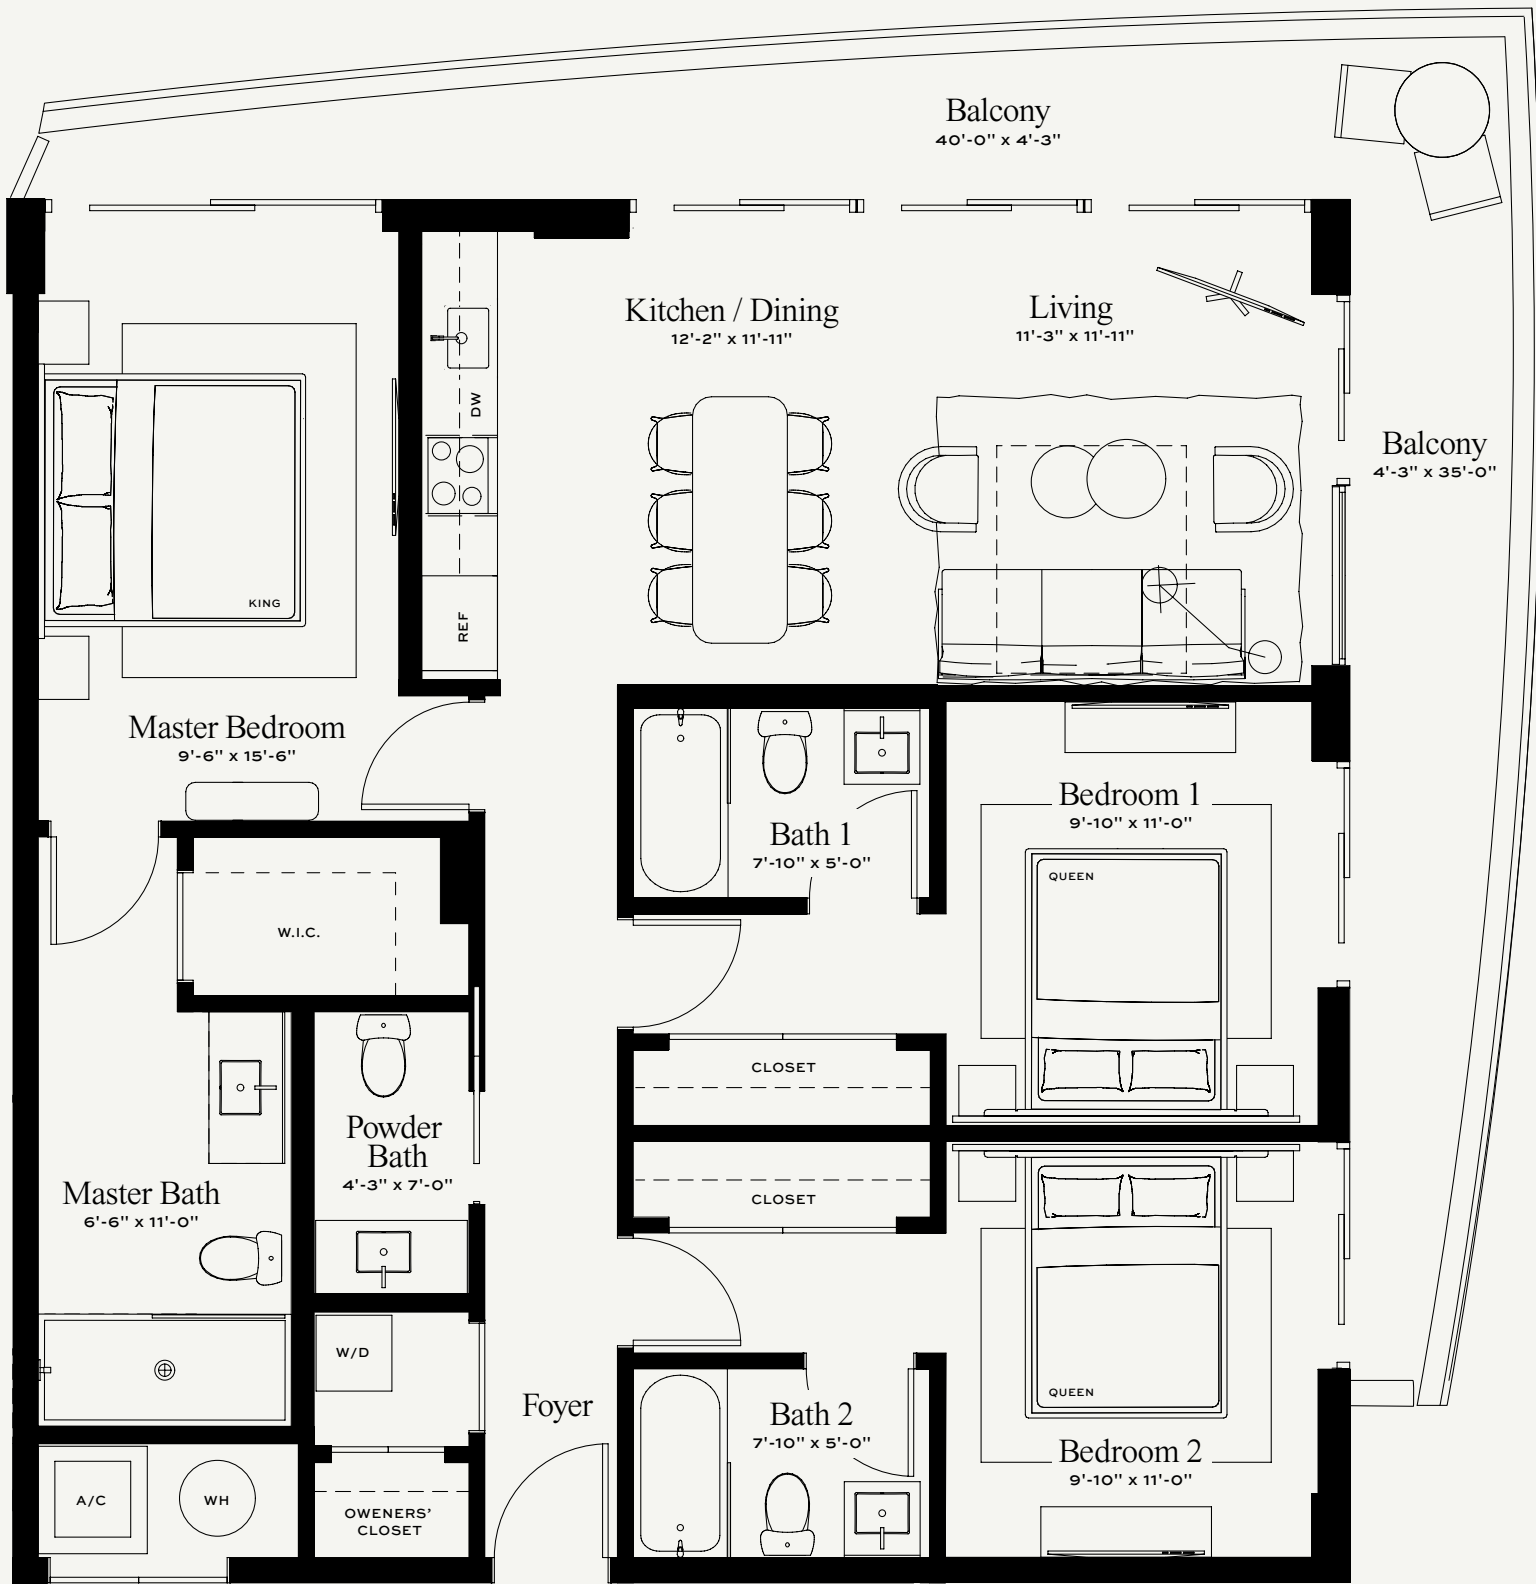 Balcony
40'-0" x 4'-3"
Kitchen / Dining
12'-2" x 11'-11"
Living
11'-3" x 11'-11"
Balcony
4'-3" x 35'-0"
DW
REF
KING
Master Bedroom
9'-6" x 15'-6"
Bath 1
7'-10" x 5'-0"
Bedroom 1
9'-10" x 11'-0"
QUEEN
W.I.C.
CLOSET
Powder
Bath
4'-3" x 7'-0"
Master Bath
6'-6" x 11'-0"
CLOSET
W/D
Foyer
QUEEN
Bath 2
7'-10" x 5'-0"
Bedroom 2
9'-10" x 11'-0"
A/C
WH
OWENERS'
CLOSET